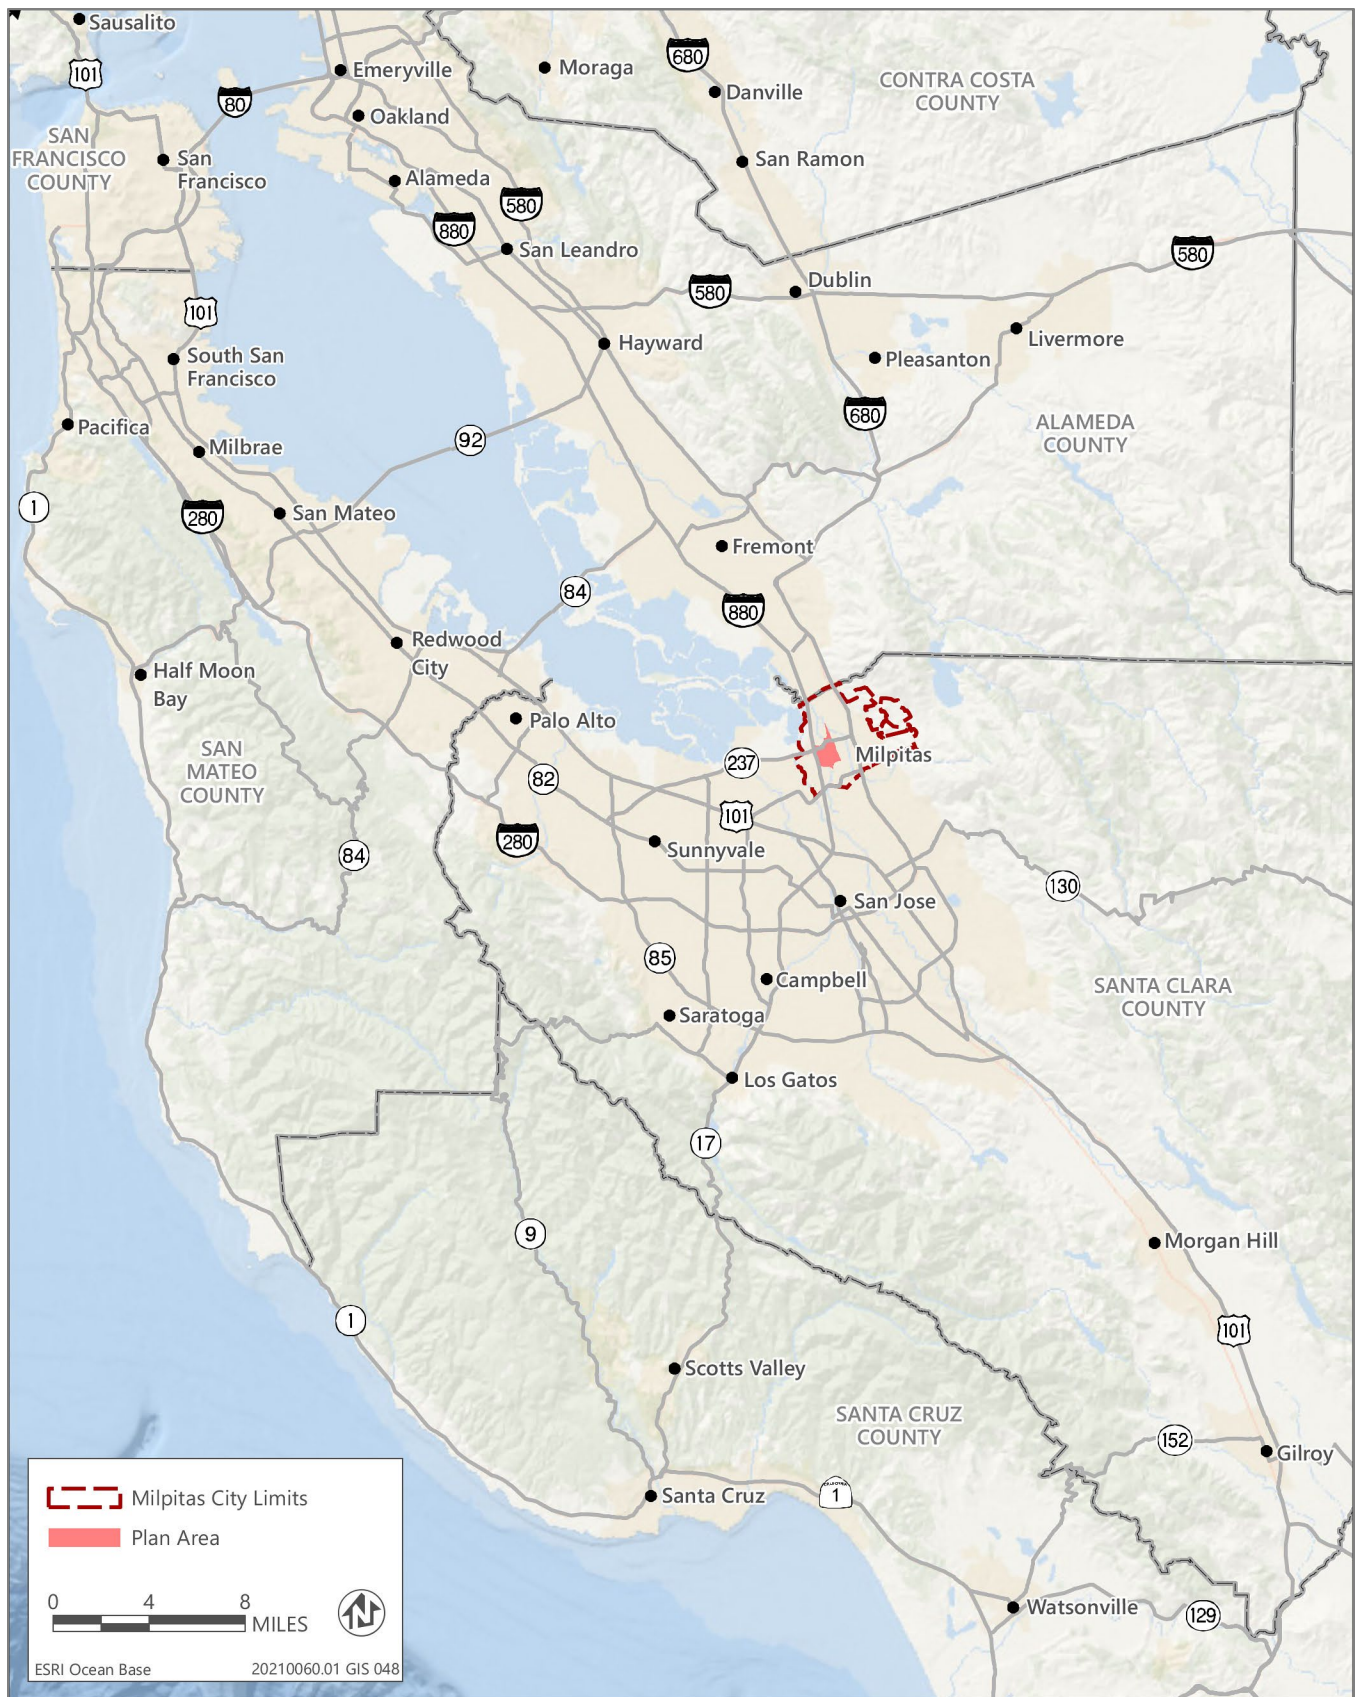 Sausalito
101
Emeryville
Moraga
680
Danville
CONTRA COSTA
COUNTY
80
Oakland
SAN
FRANCISCO
COUNTY
San
Francisco
San Ramon
Alameda
580
880
San Leandro
580
Dublin
580
101
Hayward
Livermore
South San
Francisco
Pleasanton
680
Pacifica
ALAMEDA
COUNTY
92
Milbrae
1
280
San Mateo
Fremont
84
880
Redwood
City
Half Moon
Bay
Palo Alto
SAN
MATEO
COUNTY
237
Milpitas
82
101
280
Sunnyvale
84
130
San Jose
85
Campbell
SANTA CLARA
COUNTY
Saratoga
Los Gatos
17
9
Morgan Hill
1
101
Scotts Valley
SANTA CRUZ
COUNTY
152
Gilroy
Santa Cruz
1
Watsonville
129
Milpitas City Limits
Plan Area
0 4 8
MILES
N
ESRI Ocean Base
20210060.01 GIS 048